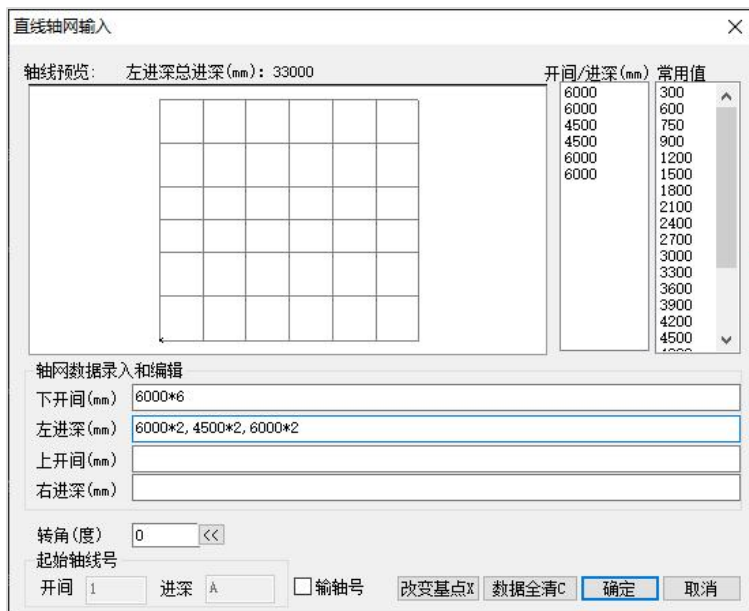 直线轴网输入
轴线预览: 左进深总进深(mm): 33000 开间/进深(mm) 常用值
6000
6000
4500
4500
6000
6000
300
600
750
900
1200
1500
1800
2100
2400
2700
3000
3300
3600
3900
4200
4500
轴网数据录入和编辑
下开间(mm) 6000*6
左进深(mm) 6000*2,4500*2,6000*2
上开间(mm)
右进深(mm)
转角(度) 0 <<
起始轴线号
开间 1 进深 A 输轴号 改变基点X 数据全清C 确定 取消